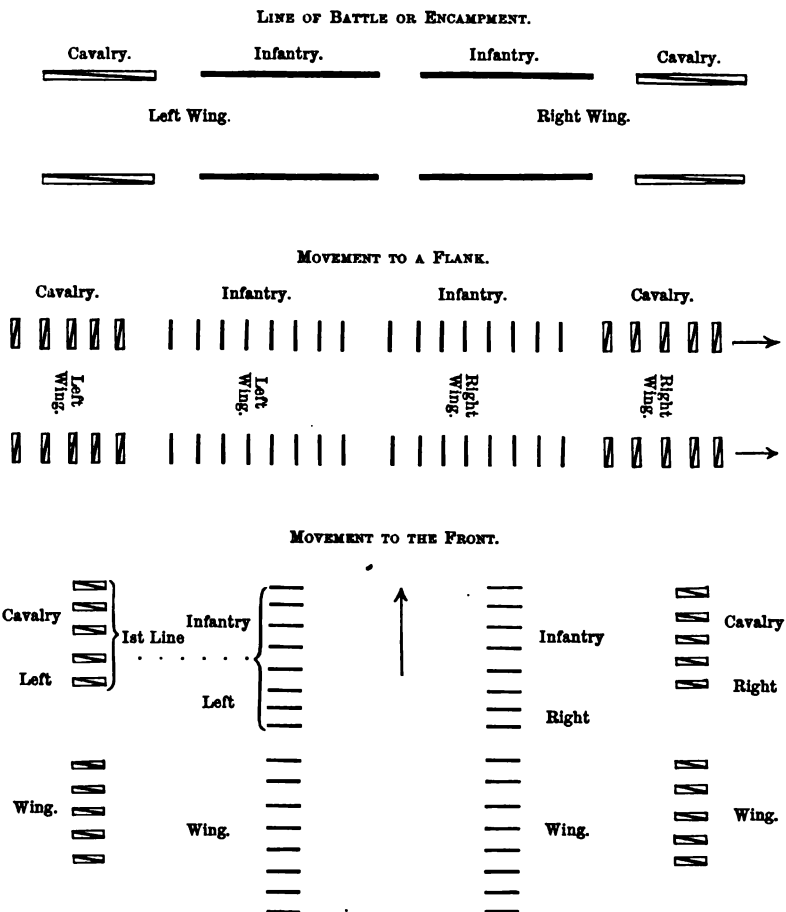 LINE OF BATTLE OR ENCAMPMENT.
Cavalry. Infantry. Infantry. Cavalry.
Left Wing. Right Wing.
MOVEMENT TO A FLANK.
Cavalry. Infantry. Infantry. Cavalry.
Left Wing. Left Wing. Right Wing. Right Wing.
MOVEMENT TO THE FRONT.
Cavalry Infantry Infantry Cavalry
1st Line
Left Left Right Right
Wing. Wing. Wing. Wing.